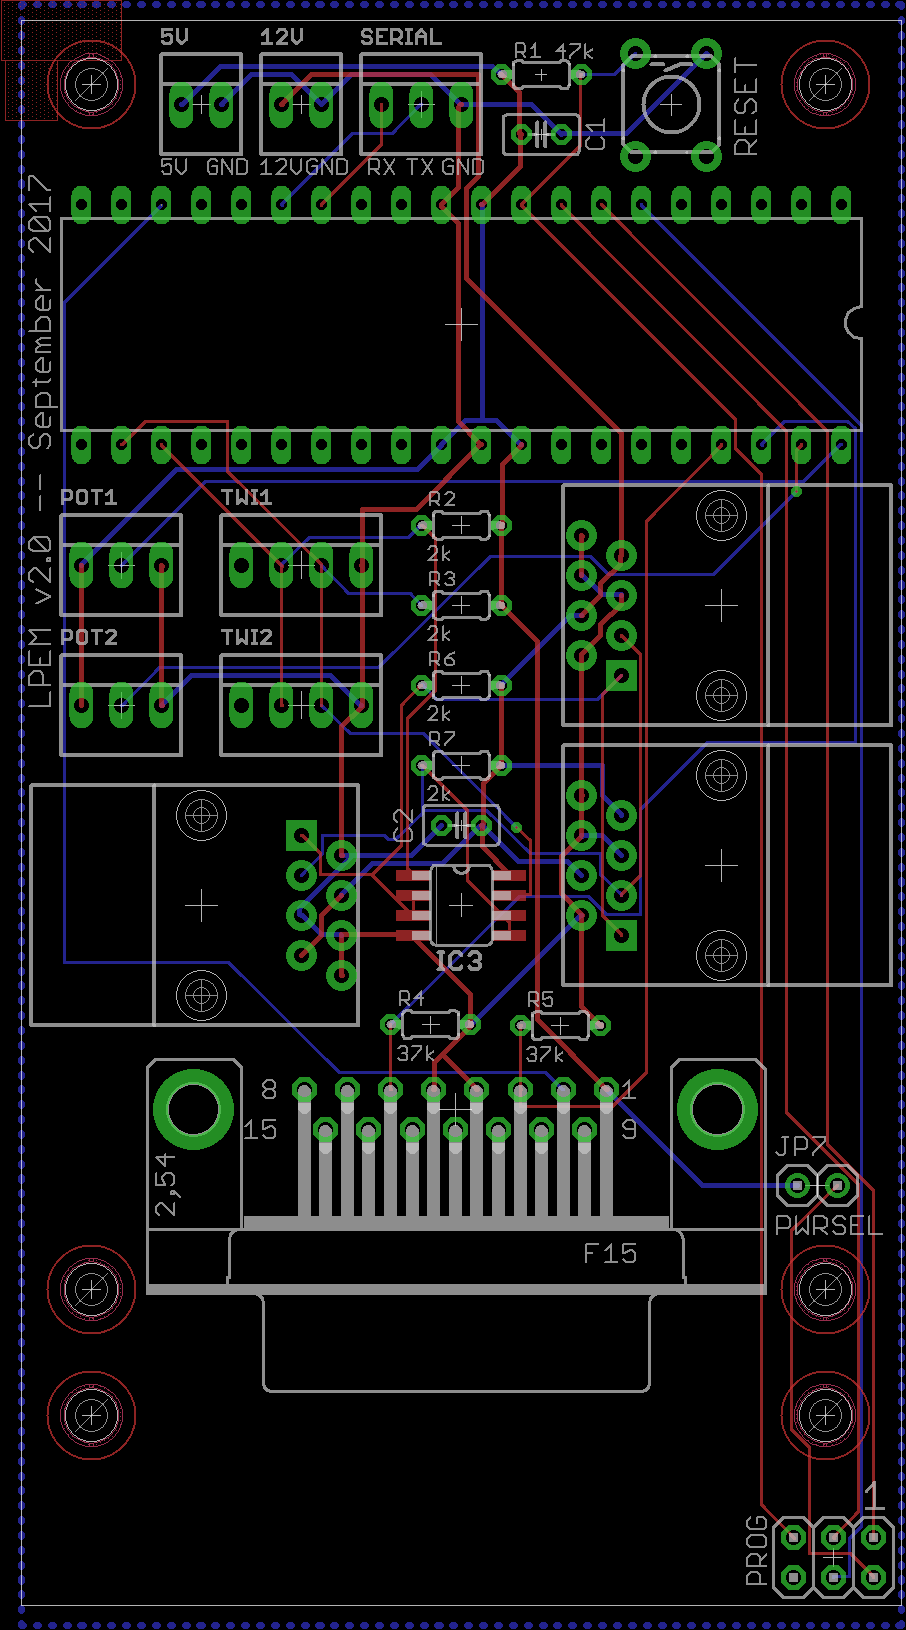 5V 12V SERIAL
R1 47k
RESET
C1
5V GND 12V GND RX TX GND
LPEM v2.0 -- September 2017
POT1 TWI1 R2
2k
R3
2k
POT2 TWI2 R6
2k
R7
2k
C2
IC3
R4 R5
37k 37k
8 1
15 9
2,54
JP7
PWRSEL
F15
1
PROG